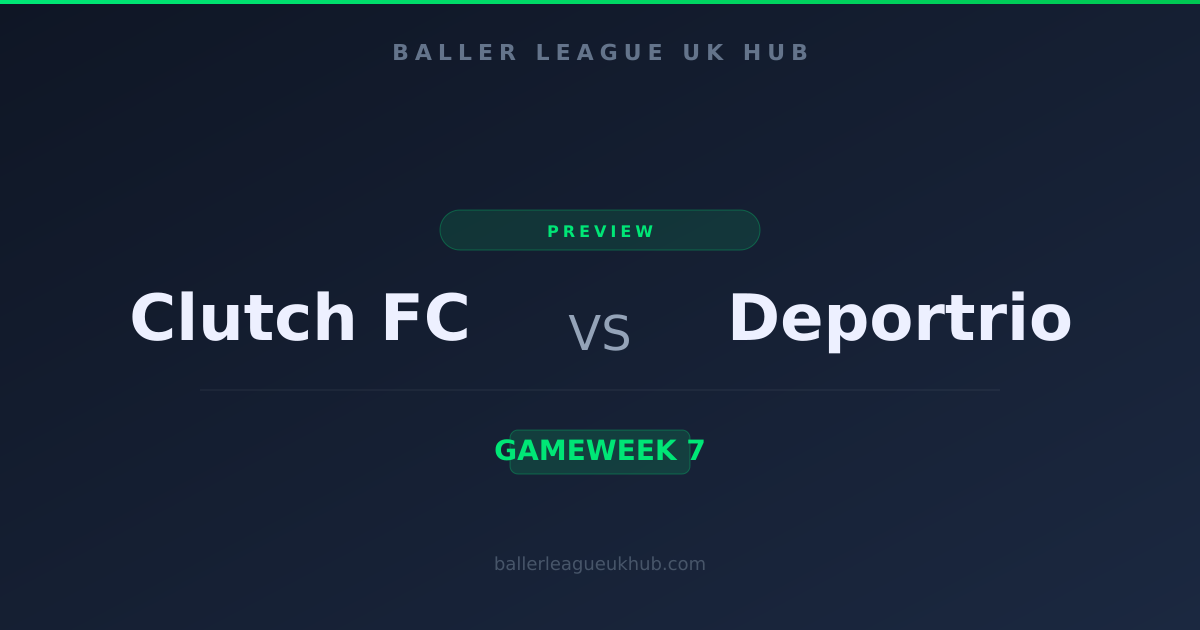 BALLER LEAGUE UK HUB
PREVIEW
Clutch FC VS Deportrio
GAMEWEEK 7
ballerleagueukhub.com